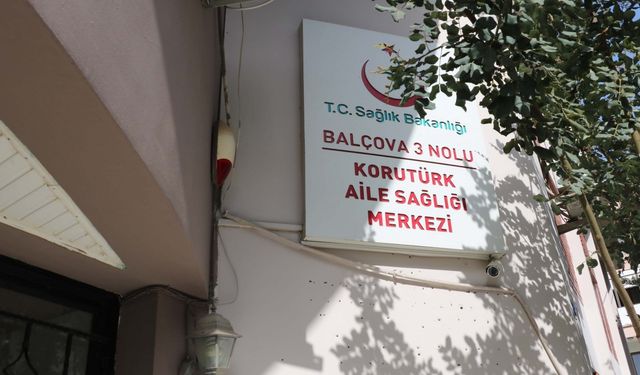 T.C. Sağlık Bakanlığı
BALÇOVA 3 NOLU
KORUTÜRK
AİLE SAĞLIĞI
MERKEZİ